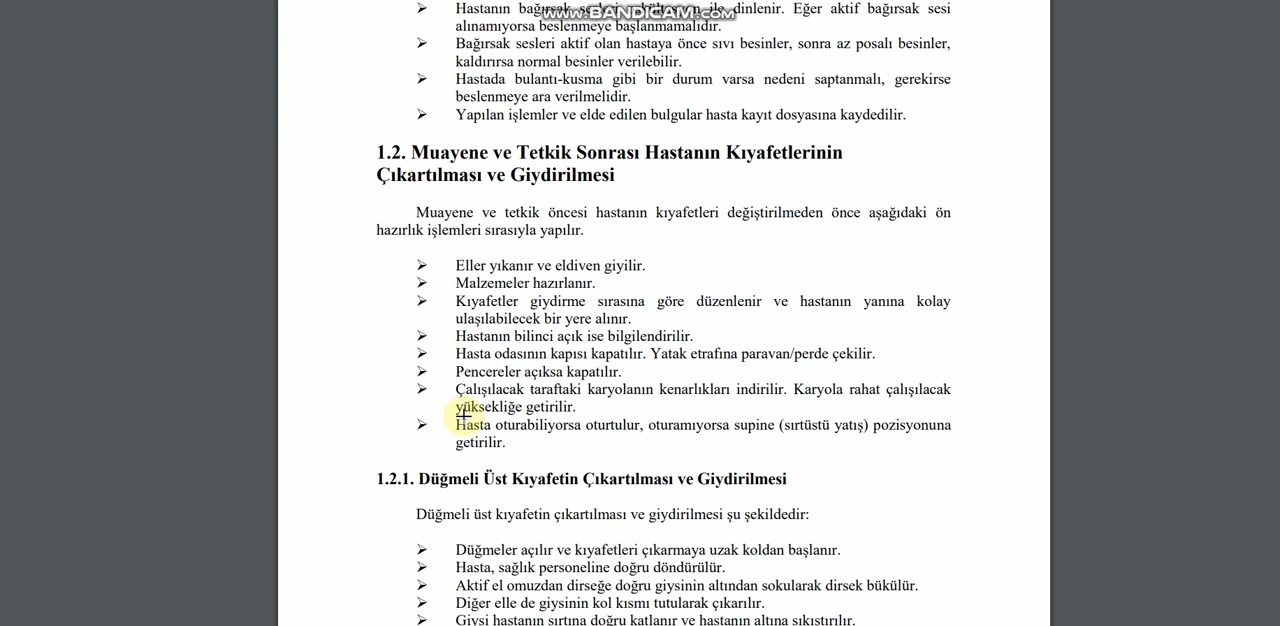 www.BANDICAM.com
Hastanın bağırsak ile dinlenir. Eğer aktif bağırsak sesi
alınamıyorsa beslenmeye başlanmamalıdır.
➢ Bağırsak sesleri aktif olan hastaya önce sıvı besinler, sonra az posalı besinler,
kaldırırsa normal besinler verilebilir.
➢ Hastada bulantı-kusma gibi bir durum varsa nedeni saptanmalı, gerekirse
beslenmeye ara verilmelidir.
➢ Yapılan işlemler ve elde edilen bulgular hasta kayıt dosyasına kaydedilir.
1.2. Muayene ve Tetkik Sonrası Hastanın Kıyafetlerinin
Çıkartılması ve Giydirilmesi
Muayene ve tetkik öncesi hastanın kıyafetleri değiştirilmeden önce aşağıdaki ön
hazırlık işlemleri sırasıyla yapılır.
➢ Eller yıkanır ve eldiven giyilir.
➢ Malzemeler hazırlanır.
➢ Kıyafetler giydirme sırasına göre düzenlenir ve hastanın yanına kolay
ulaşılabilecek bir yere alınır.
➢ Hastanın bilinci açık ise bilgilendirilir.
➢ Hasta odasının kapısı kapatılır. Yatak etrafına paravan/perde çekilir.
➢ Pencereler açıksa kapatılır.
➢ Çalışılacak taraftaki karyolanın kenarlıkları indirilir. Karyola rahat çalışılacak
yüksekliğe getirilir.
➢ Hasta oturabiliyorsa oturtulur, oturamıyorsa supine (sırtüstü yatış) pozisyonuna
getirilir.
1.2.1. Düğmeli Üst Kıyafetin Çıkartılması ve Giydirilmesi
Düğmeli üst kıyafetin çıkartılması ve giydirilmesi şu şekildedir:
➢ Düğmeler açılır ve kıyafetleri çıkarmaya uzak koldan başlanır.
➢ Hasta, sağlık personeline doğru döndürülür.
➢ Aktif el omuzdan dirseğe doğru giysinin altından sokularak dirsek bükülür.
➢ Diğer elle de giysinin kol kısmı tutularak çıkarılır.
➢ Giysi hastanın sırtına doğru katlanır ve hastanın altına sıkıştırılır.